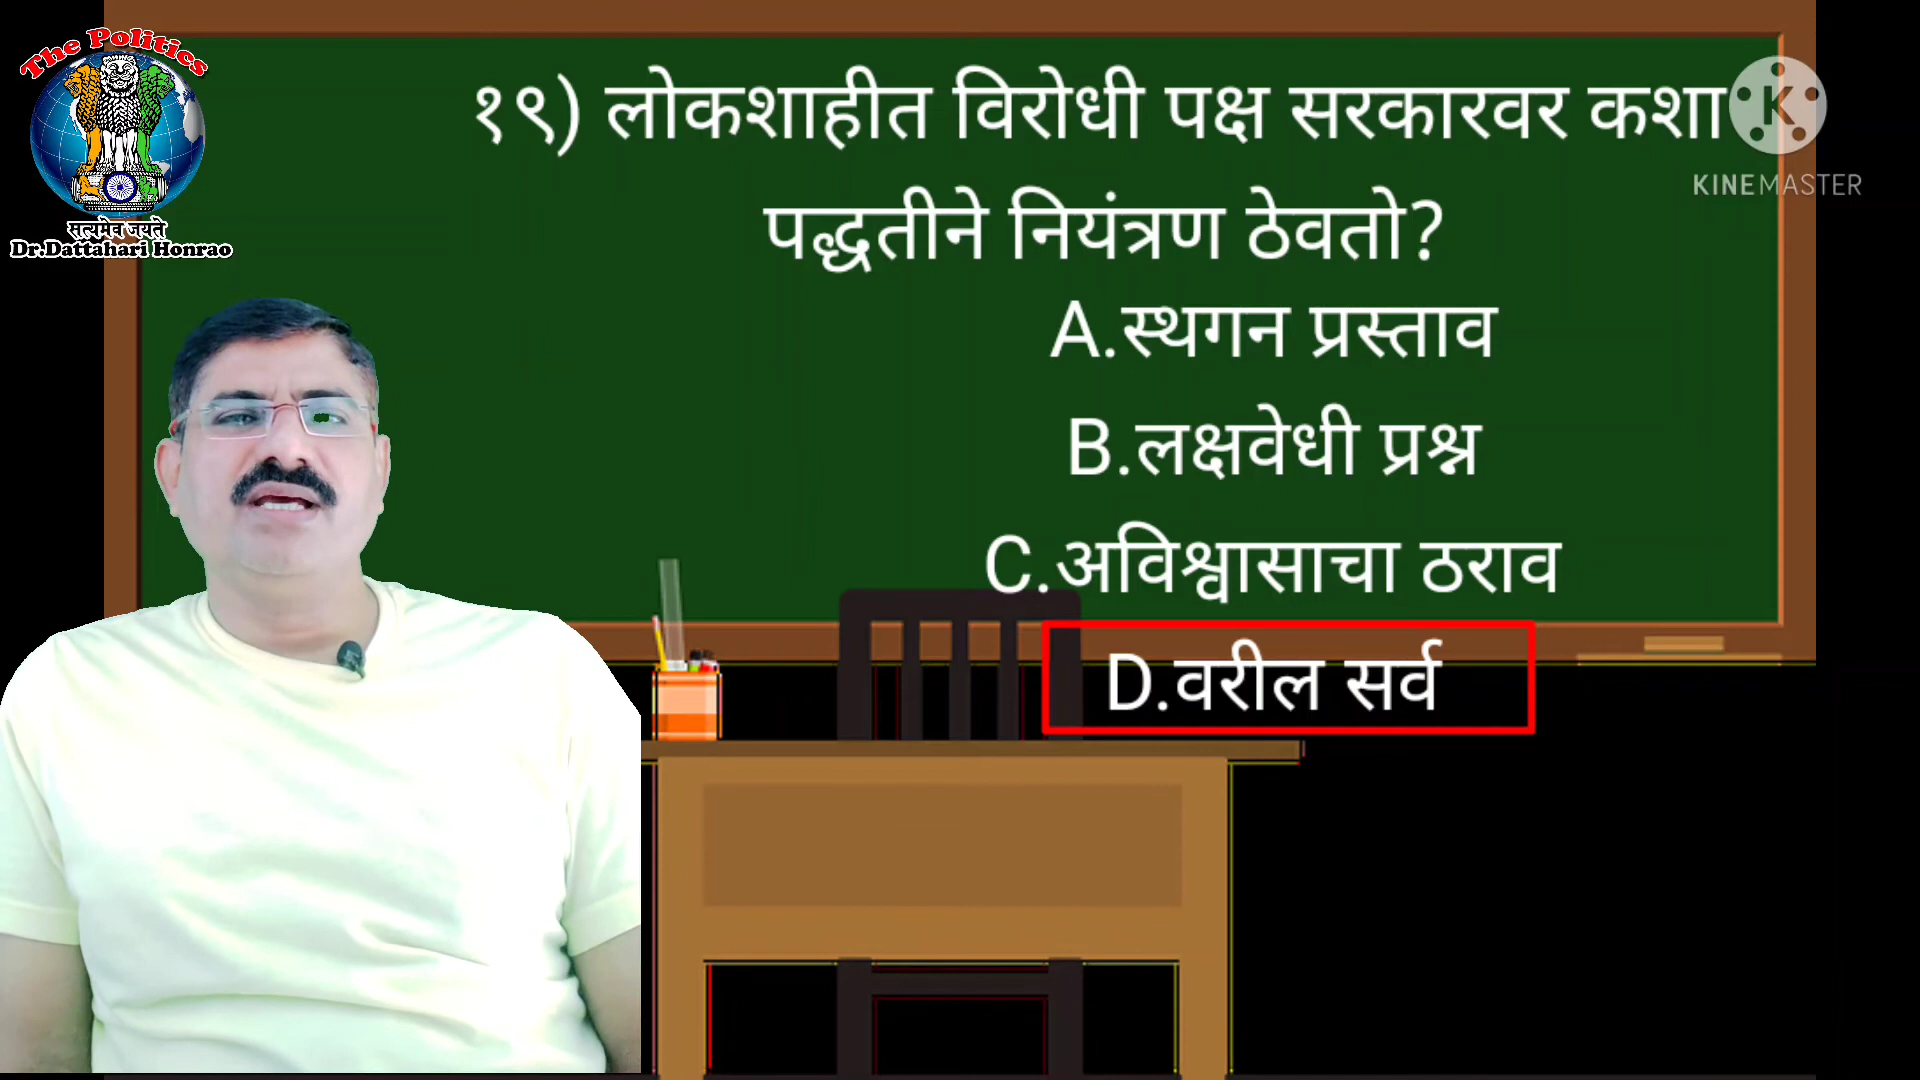 The Politics
सत्यमेव जयते
Dr.Dattahari Honrao
१९) लोकशाहीत विरोधी पक्ष सरकारवर कशा
पद्धतीने नियंत्रण ठेवतो?
A.स्थगन प्रस्ताव
B.लक्षवेधी प्रश्न
C.अविश्वासाचा ठराव
D.वरील सर्व
K
KINEMASTER